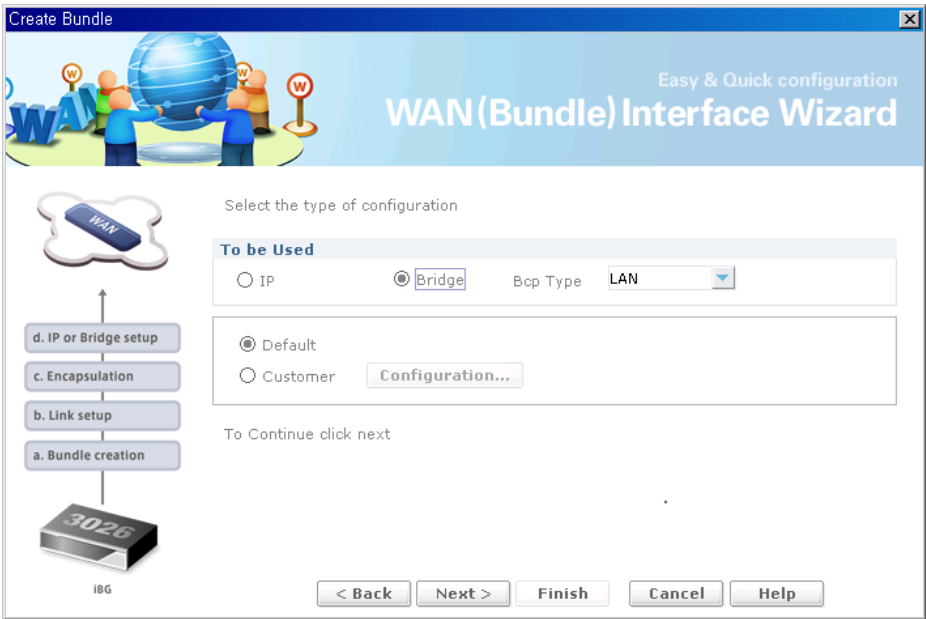 Create Bundle
W
W
W
WAN
Easy & Quick configuration
WAN(Bundle) Interface Wizard
WAN
Select the type of configuration
To be Used
IP
Bridge
Bcp Type
LAN
d. IP or Bridge setup
c. Encapsulation
b. Link setup
a. Bundle creation
Default
Customer
Configuration...
To Continue click next
3026
iBG
< Back
Next >
Finish
Cancel
Help